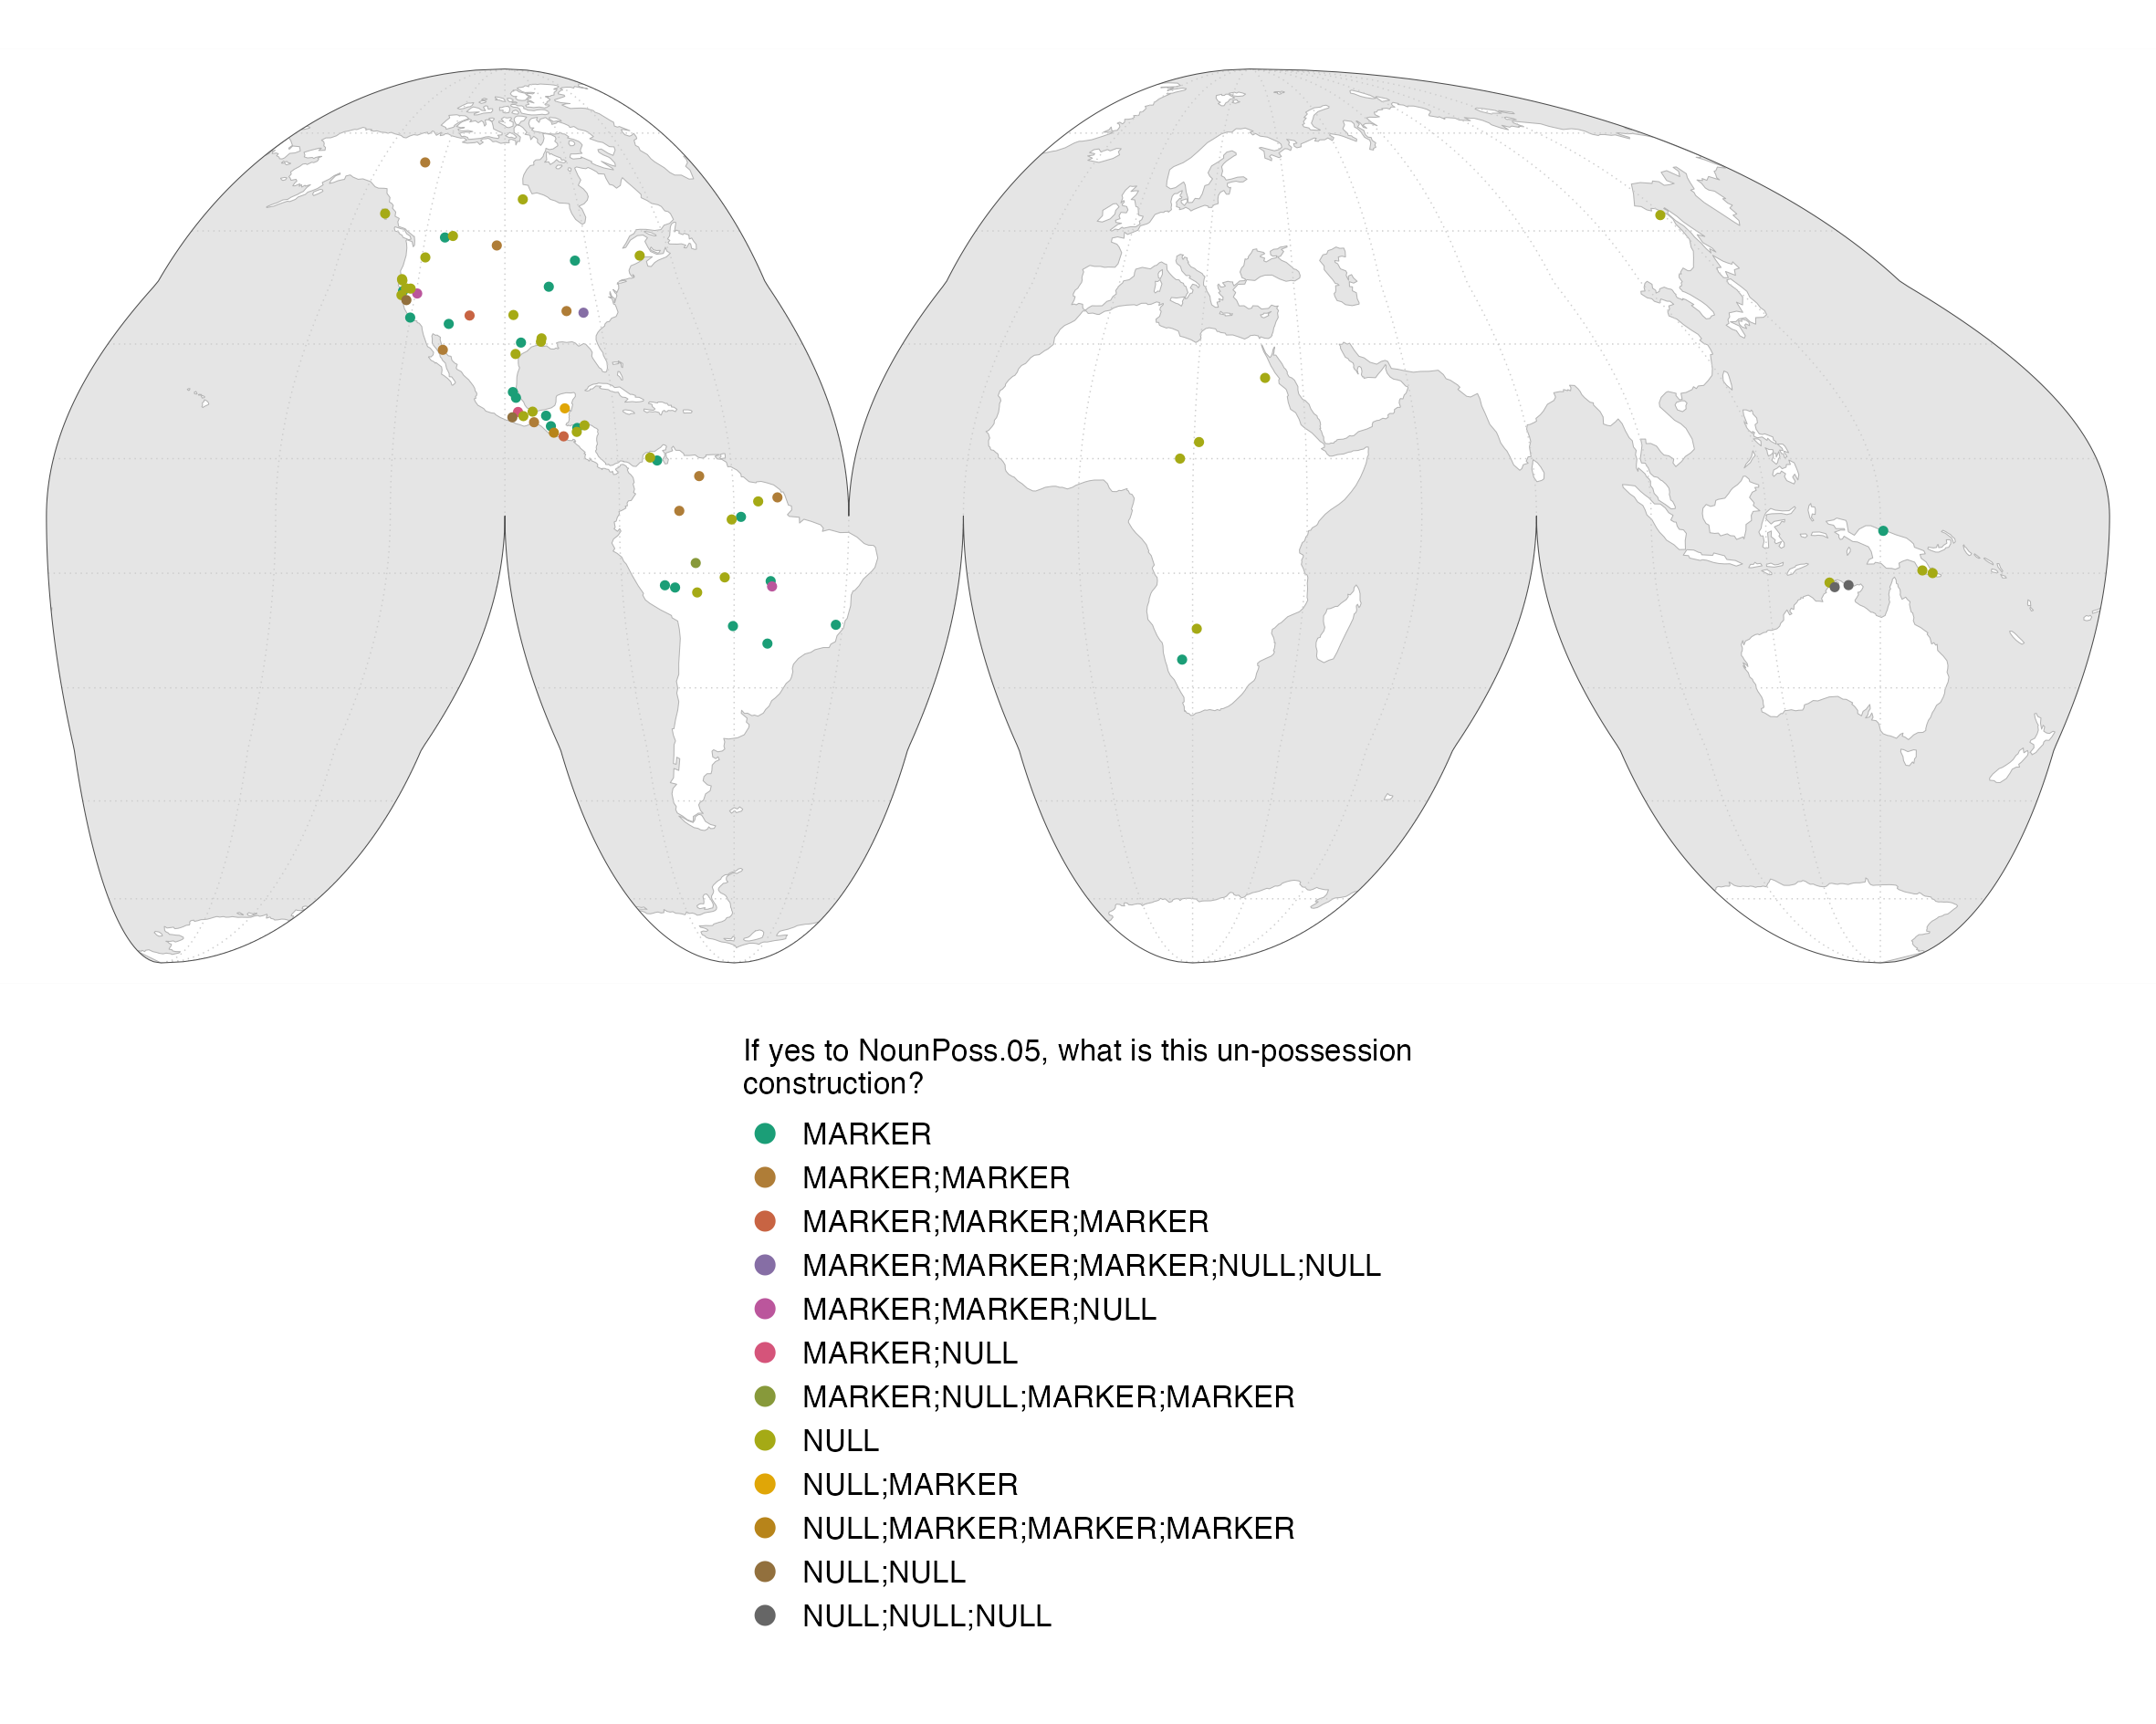 If yes to NounPoss.05, what is this un-possession
construction?
MARKER
MARKER;MARKER
MARKER;MARKER;MARKER
MARKER;MARKER;MARKER;NULL;NULL
MARKER;MARKER;NULL
MARKER;NULL
MARKER;NULL;MARKER;MARKER
NULL
NULL;MARKER
NULL;MARKER;MARKER;MARKER
NULL;NULL
NULL;NULL;NULL